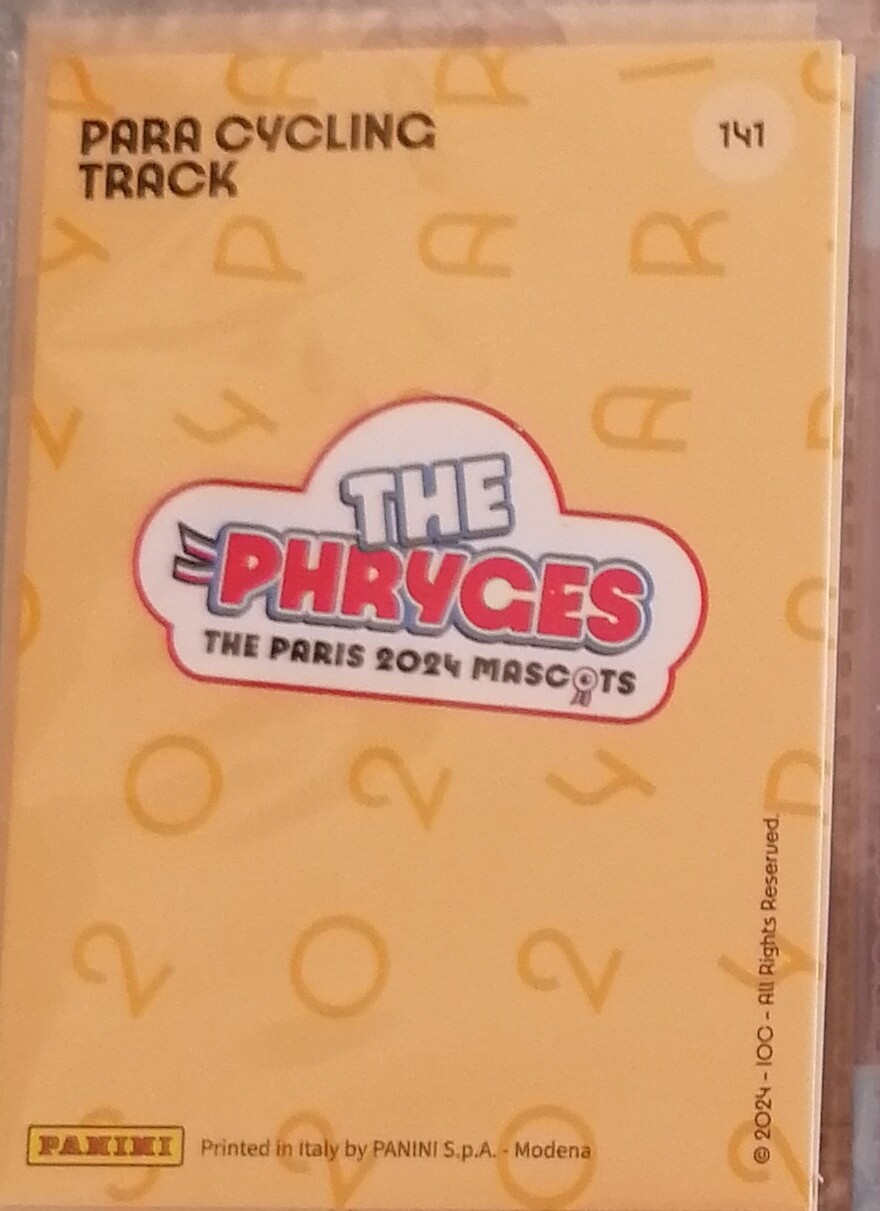 PARA CYCLING
TRACK
141
THE
PHRYGES
THE PARIS 2024 MASCOTS
© 2024 - IOC - All Rights Reserved.
PANINI
Printed in Italy by PANINI S.p.A. - Modena